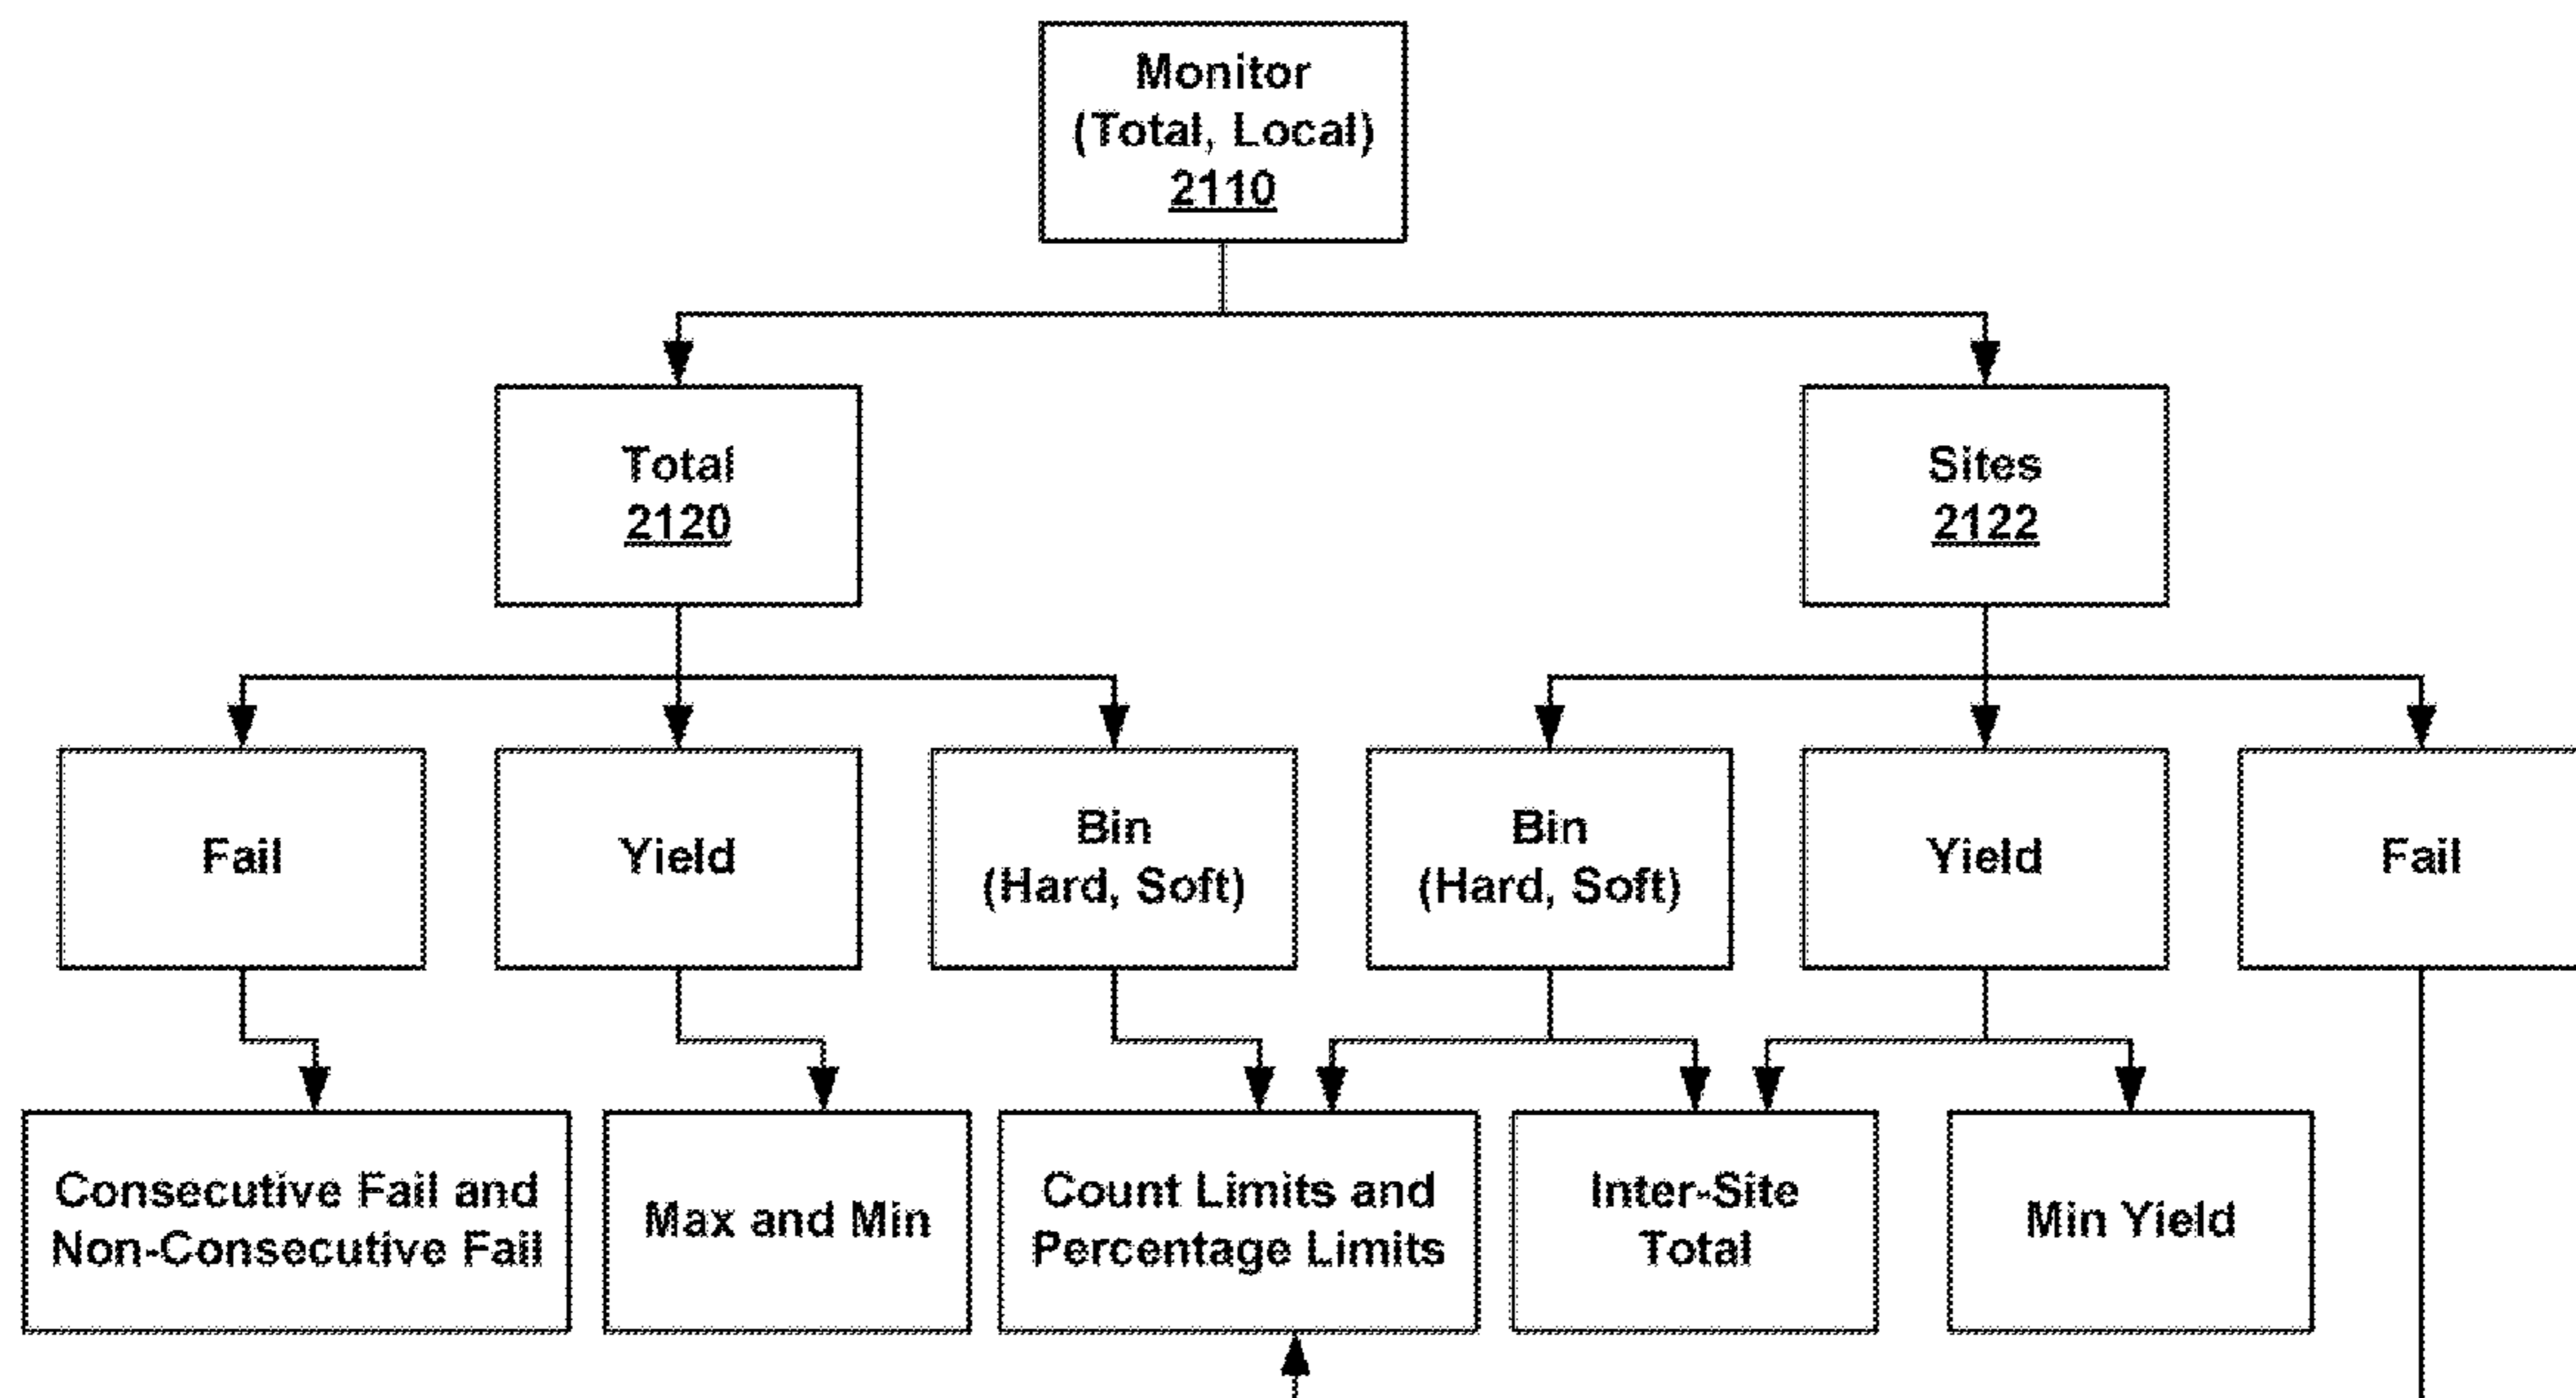 Monitor
(Total, Local)
2110
Total
2120
Sites
2122
Fail
Yield
Bin
(Hard, Soft)
Bin
(Hard, Soft)
Yield
Fail
Consecutive Fail and
Non-Consecutive Fail
Max and Min
Count Limits and
Percentage Limits
Inter-Site
Total
Min Yield